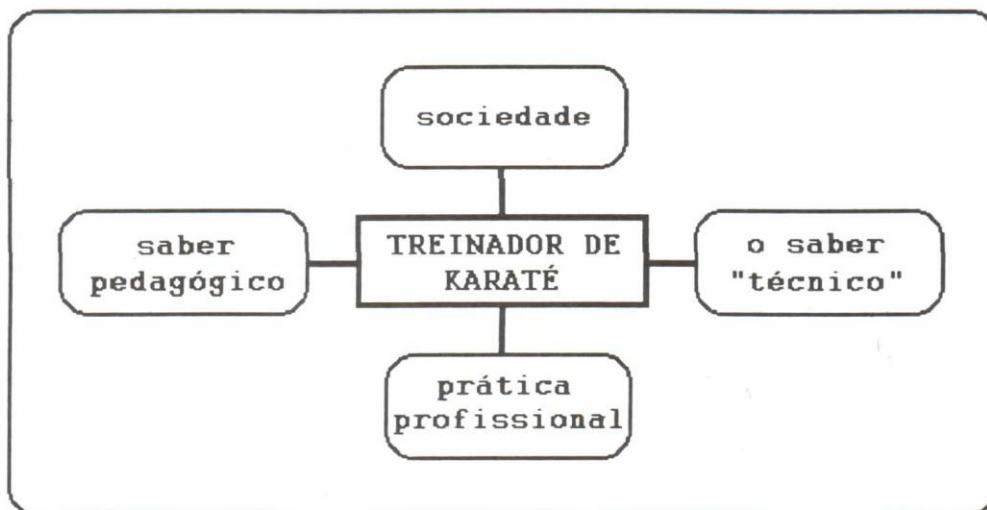 sociedade
saber
pedagógico
TREINADOR DE
KARATÉ
o saber
"técnico"
prática
profissional